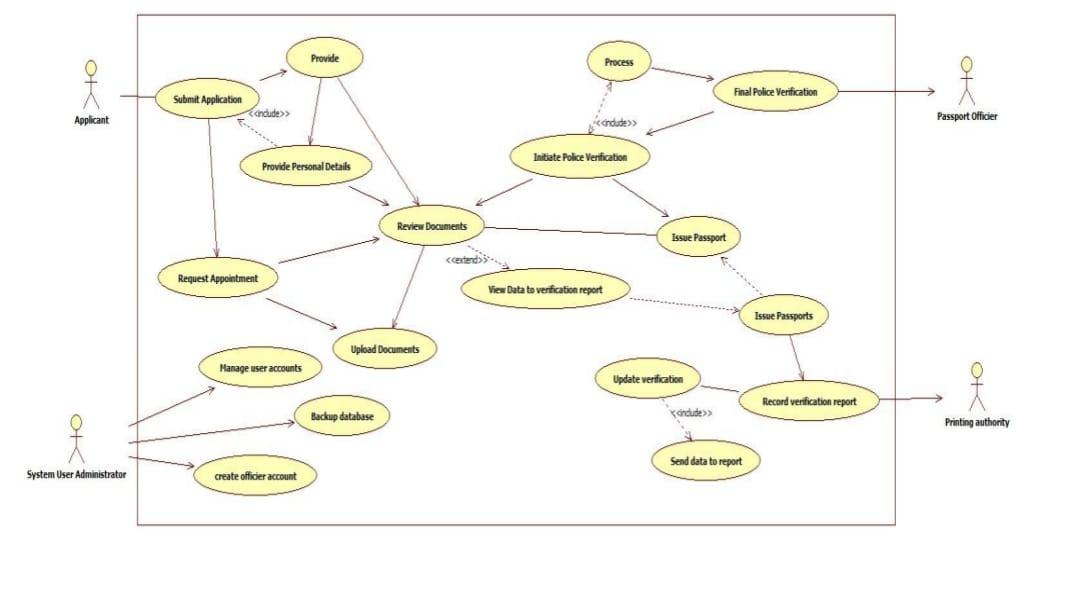 Provide
Process
Final Police Verification
Submit Application
Applicant
Passport Officier
<<include>>
<<include>>
Initiate Police Verification
Provide Personal Details
Review Documents
Issue Passport
<<extend>>
Request Appointment
View Data to verification report
Issue Passports
Upload Documents
Manage user accounts
Update verification
Record verification report
Backup database
<<include>>
Printing authority
Send data to report
System User Administrator
create officier account